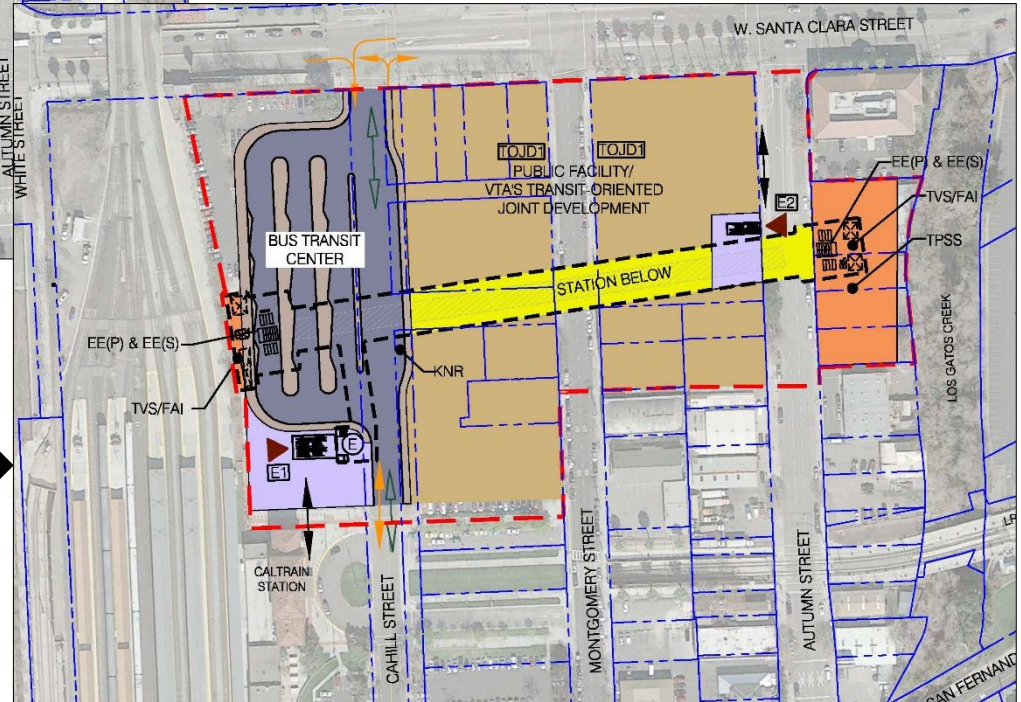 W. SANTA CLARA STREET
AUTUMN STREET
WHITE STREET
TOJD1
TOJD1
PUBLIC FACILITY/
VTA'S TRANSIT-ORIENTED
JOINT DEVELOPMENT
EE(P) & EE(S)
TVS/FAI
E2
TPSS
BUS TRANSIT
CENTER
STATION BELOW
EE(P) & EE(S)
KNR
TVS/FAI
LOS GATOS CREEK
E
E1
CALTRAIN
STATION
CAHILL STREET
MONTGOMERY STREET
AUTUMN STREET
SAN FERNAND